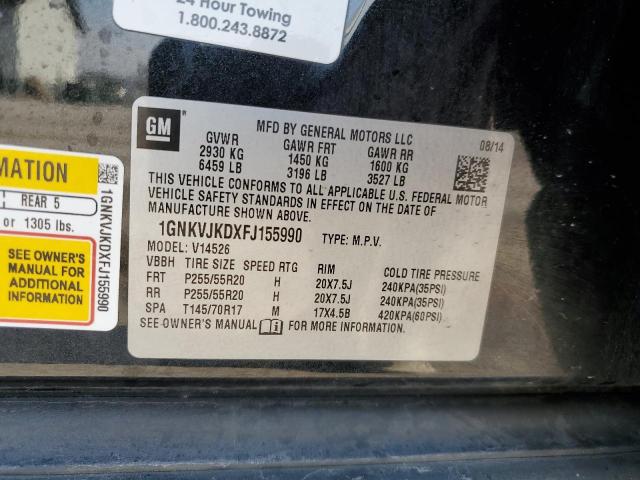 24 Hour Towing
1.800.243.8872
GM
MFD BY GENERAL MOTORS LLC
08/14
GVWR GAWR FRT GAWR RR
2930 KG 1450 KG 1600 KG
6459 LB 3196 LB 3527 LB
THIS VEHICLE CONFORMS TO ALL APPLICABLE U.S. FEDERAL MOTOR
VEHICLE SAFETY STANDARDS IN EFFECT ON THE DATE OF
MANUFACTURE SHOWN ABOVE.
1GNKVJKDXFJ155990 TYPE: M.P.V.
MODEL: V14526
VBBH TIRE SIZE SPEED RTG RIM COLD TIRE PRESSURE
FRT P255/55R20 H 20X7.5J 240KPA(35PSI)
RR P255/55R20 H 20X7.5J 240KPA(35PSI)
SPA T145/70R17 M 17X4.5B 420KPA(60PSI)
SEE OWNER'S MANUAL FOR MORE INFORMATION.
MATION
REAR 5
or 1305 lbs.
SEE OWNER'S
MANUAL FOR
ADDITIONAL
INFORMATION
1GNKVJKDXFJ155990